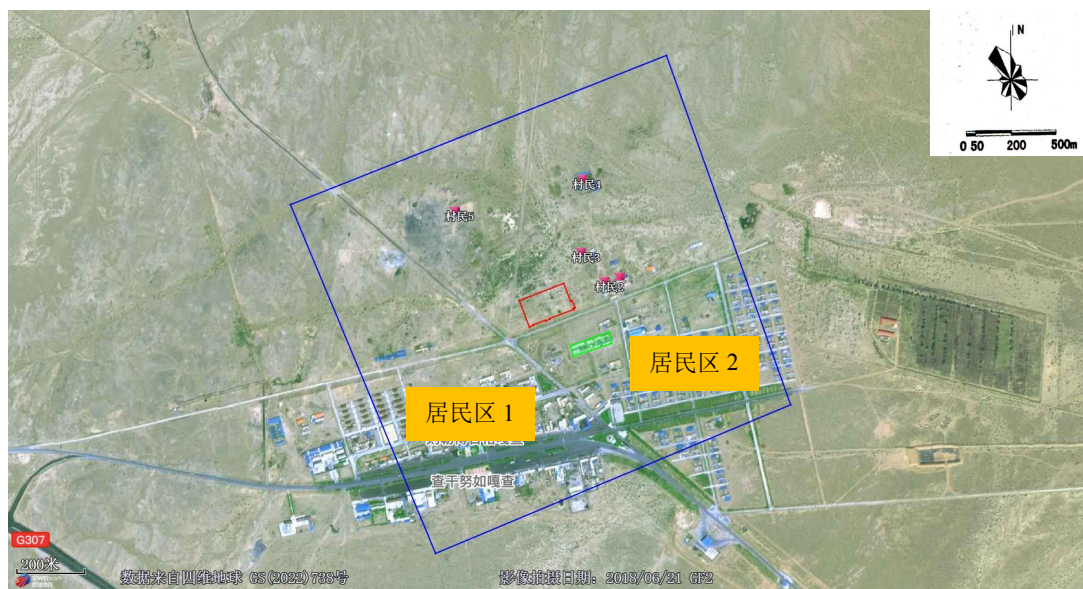 N
0 50 200 500m
村民4
村民5
村民3
村民2
居民区 2
居民区 1
查干努如嘎查
G307
200米
数据来自四维地球 GS(2022)738号
影像拍摄日期: 2018/06/21 GF2